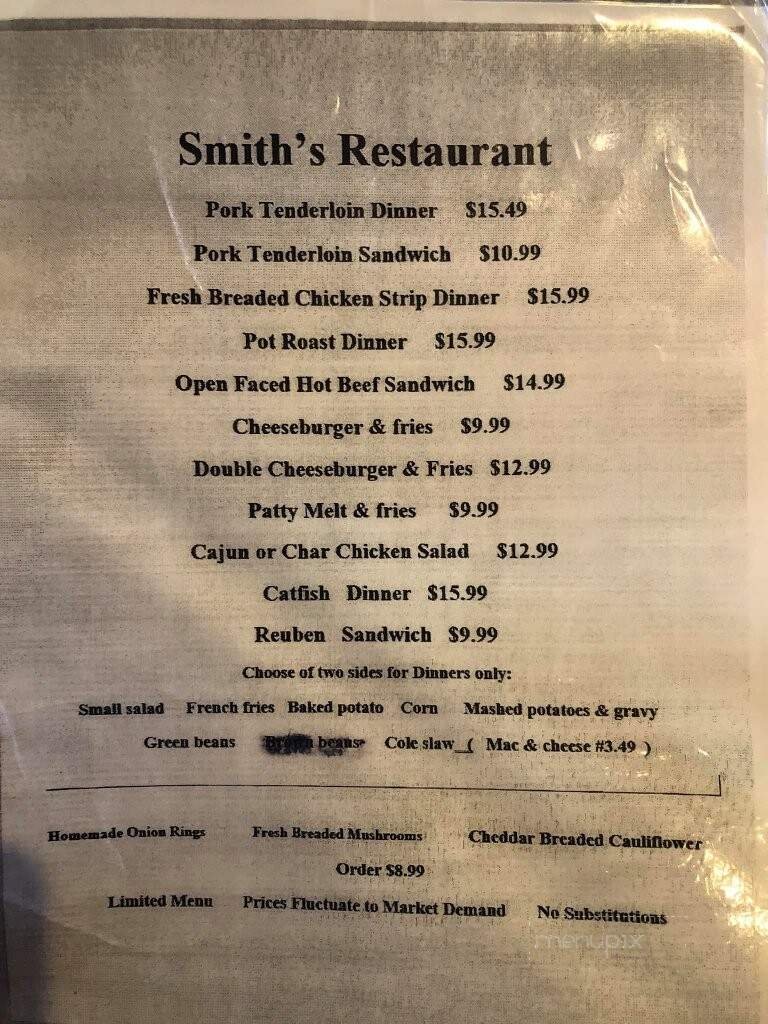 Smith's Restaurant
Pork Tenderloin Dinner $15.49
Pork Tenderloin Sandwich $10.99
Fresh Breaded Chicken Strip Dinner $15.99
Pot Roast Dinner $15.99
Open Faced Hot Beef Sandwich $14.99
Cheeseburger & fries $9.99
Double Cheeseburger & Fries $12.99
Patty Melt & fries $9.99
Cajun or Char Chicken Salad $12.99
Catfish Dinner $15.99
Reuben Sandwich $9.99
Choose of two sides for Dinners only:
Small salad French fries Baked potato Corn Mashed potatoes & gravy
Green beans beans Cole slaw_( Mac & cheese #3.49 )
Homemade Onion Rings Fresh Breaded Mushrooms Cheddar Breaded Cauliflower
Order $8.99
Limited Menu Prices Fluctuate to Market Demand No Substitutions
menupix